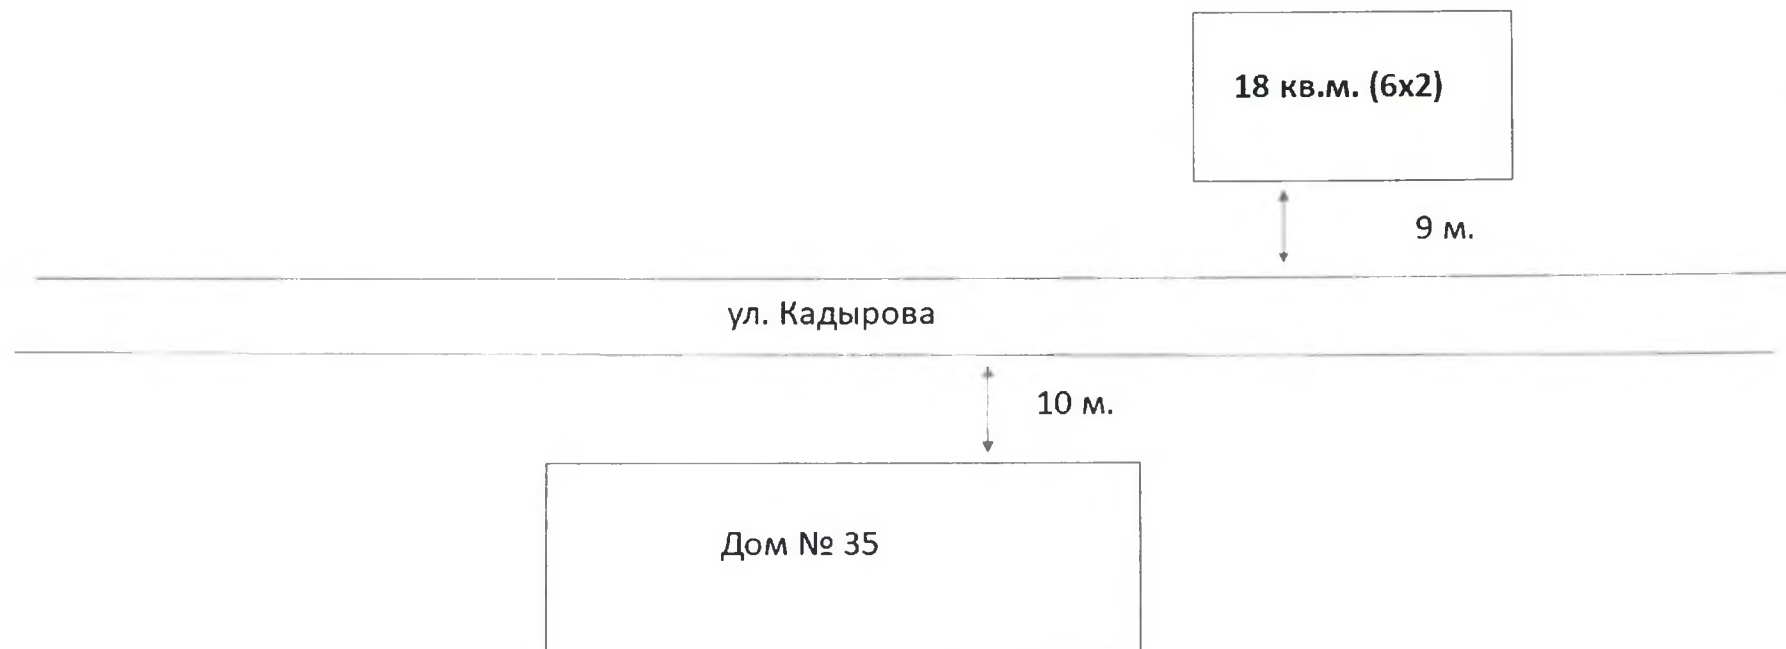 18 кв.м. (6х2)
9 м.
ул. Кадырова
10 м.
Дом № 35